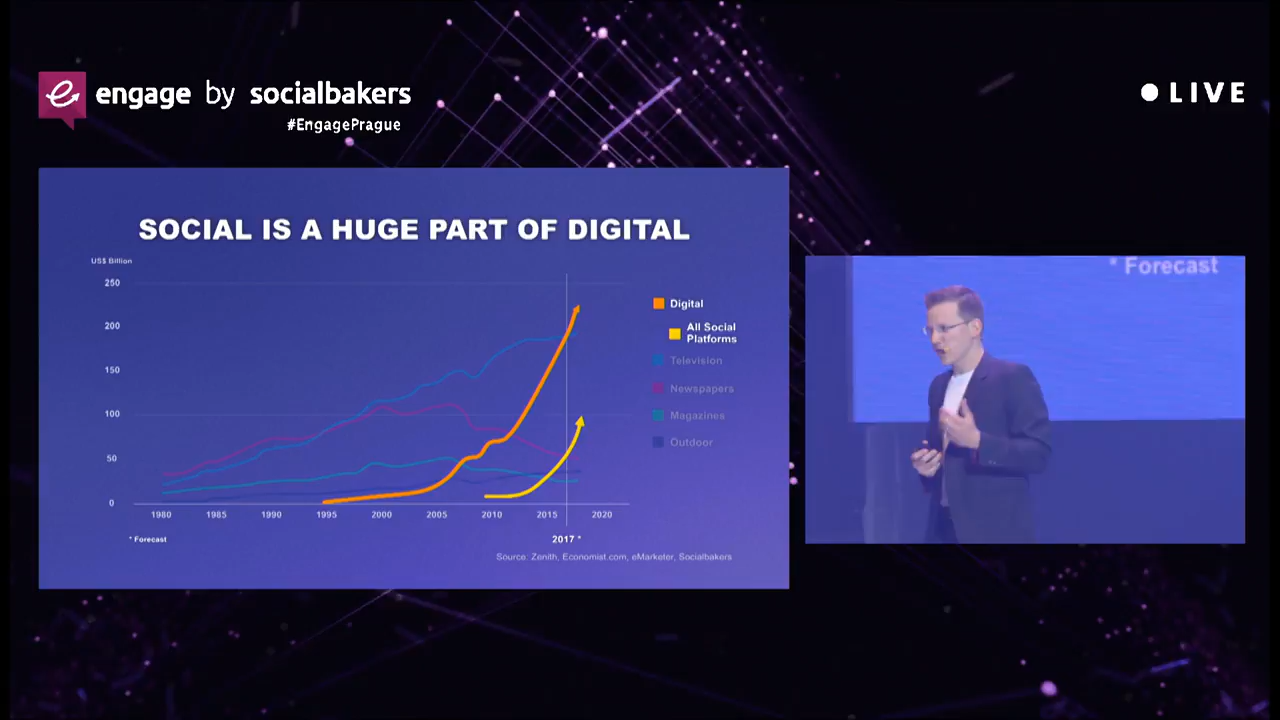 engage by socialbakers
#EngagePrague
LIVE
SOCIAL IS A HUGE PART OF DIGITAL
US$ Billion
250
200
150
100
50
0
1980 1985 1990 1995 2000 2005 2010 2015 2020
* Forecast
2017 *
Source: Zenith, Economist.com, eMarketer, Socialbakers
Digital
All Social
Platforms
Television
Newspapers
Magazines
Outdoor
* Forecast